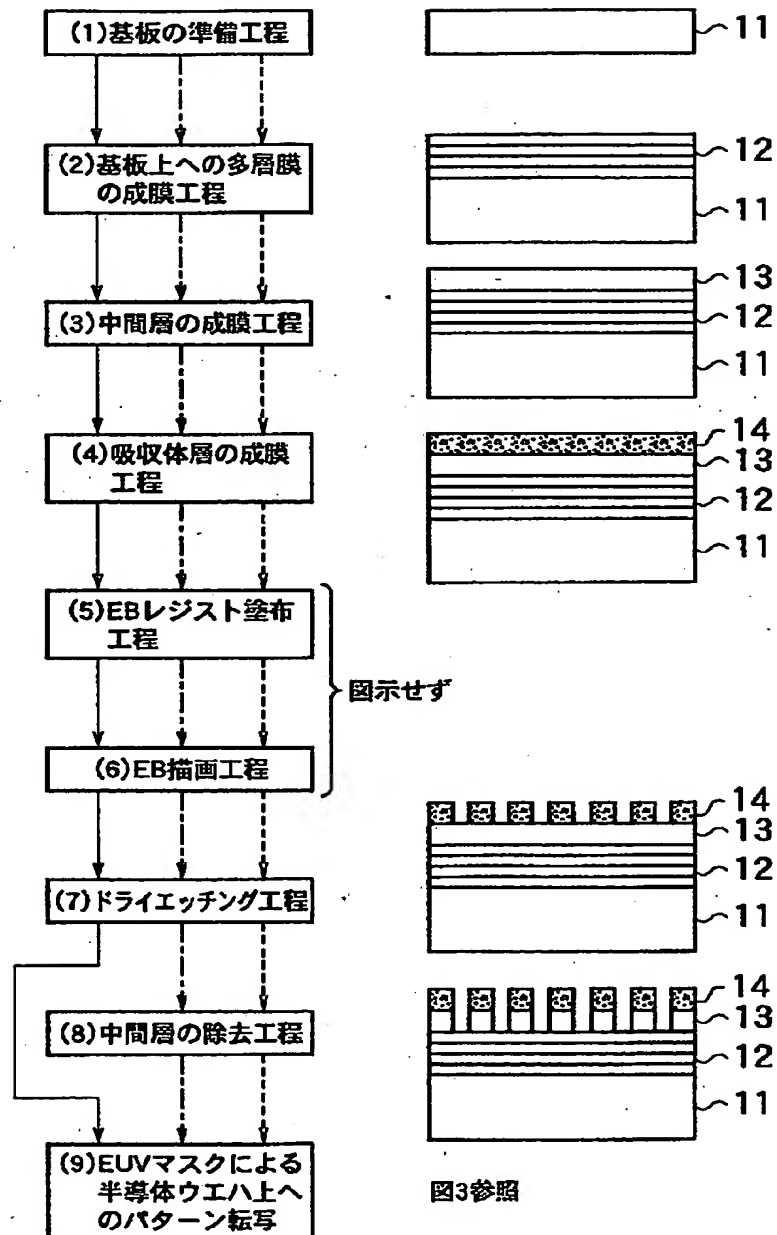 (1)基板の準備工程
11
(2)基板上への多層膜
の成膜工程
12
11
(3)中間層の成膜工程
13
12
11
(4)吸収体層の成膜
工程
14
13
12
11
(5)EBレジスト塗布
工程
図示せず
(6)EB描画工程
(7)ドライエッチング工程
14
13
12
11
(8)中間層の除去工程
14
13
12
11
(9)EUVマスクによる
半導体ウエハ上へ
のパターン転写
図3参照